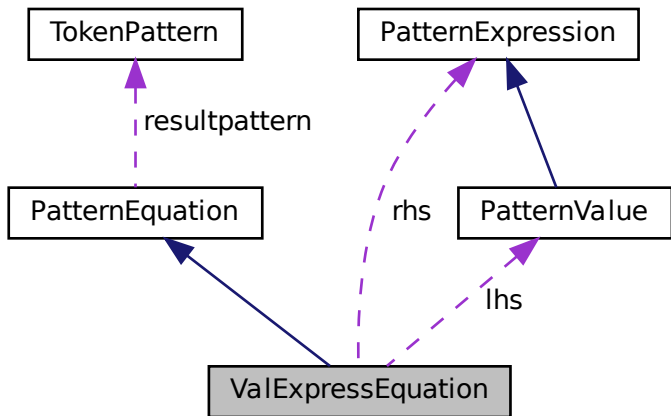 TokenPattern
PatternExpression
resultpattern
PatternEquation
rhs
PatternValue
lhs
ValExpressEquation